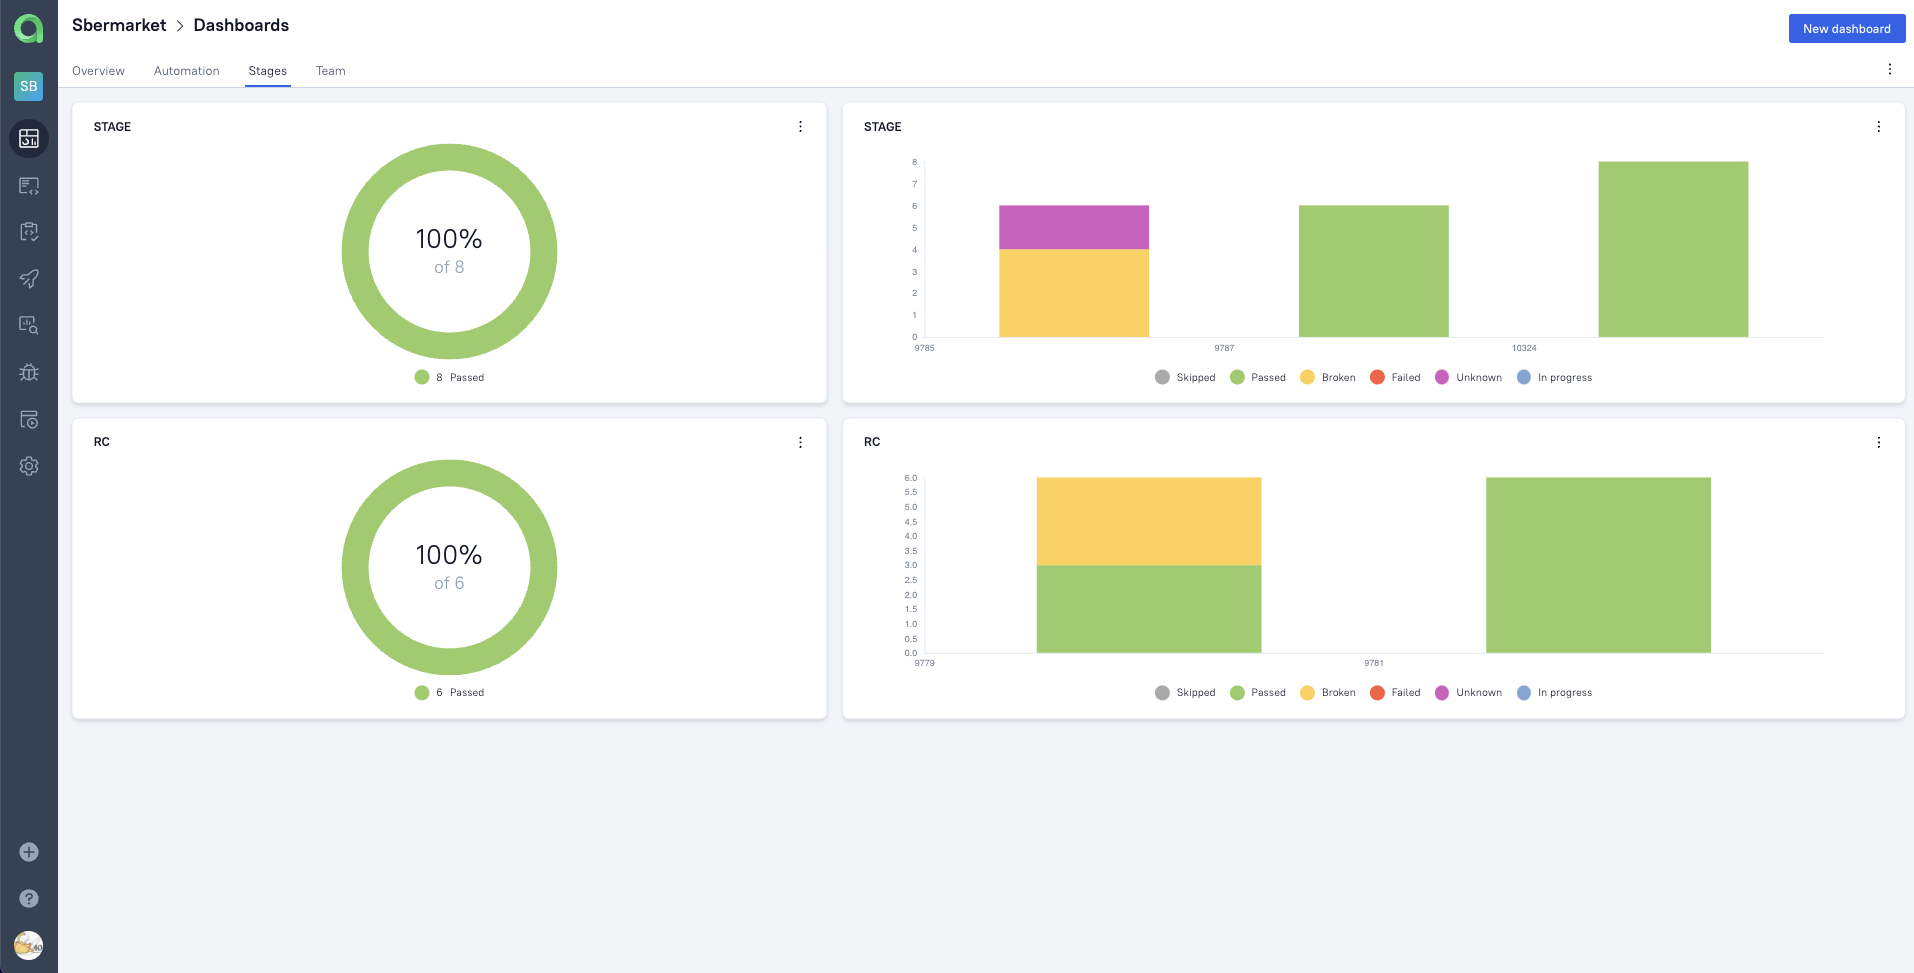 Sbermarket > Dashboards
New dashboard
Overview Automation Stages Team
SB
STAGE
100%
of 8
8 Passed
STAGE
8
7
6
5
4
3
2
1
0
9785 9787 10324
Skipped Passed Broken Failed Unknown In progress
RC
100%
of 6
6 Passed
RC
6.0
5.5
5.0
4.5
4.0
3.5
3.0
2.5
2.0
1.5
1.0
0.5
0.0
9779 9781
Skipped Passed Broken Failed Unknown In progress